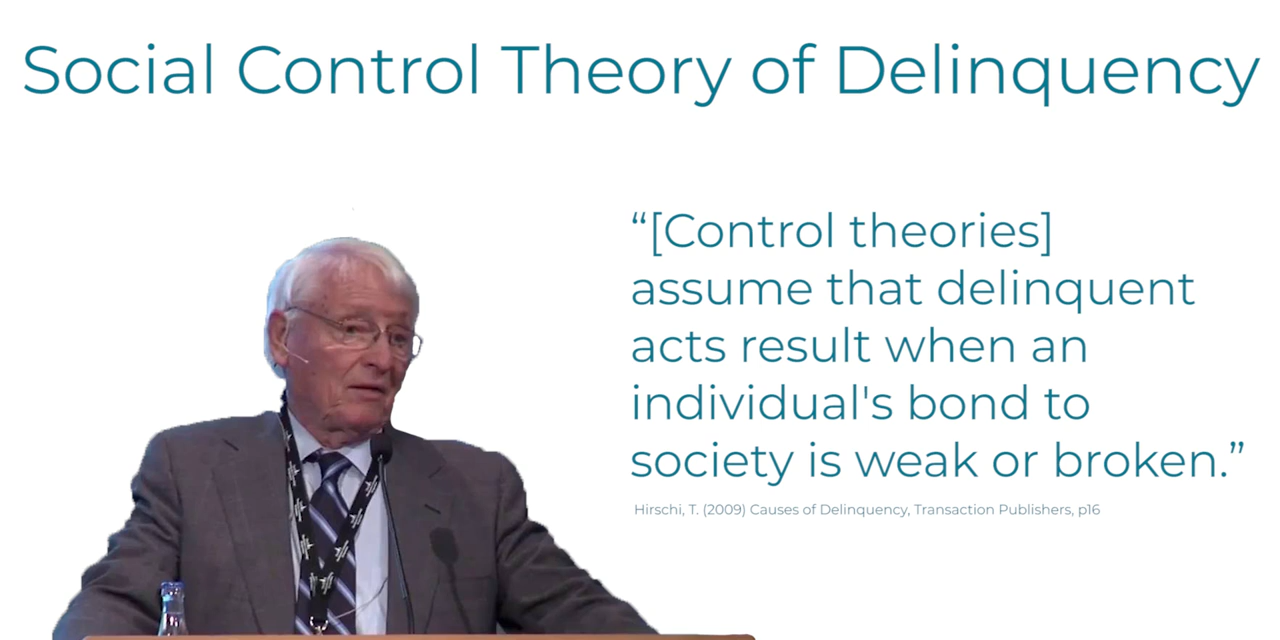 Social Control Theory of Delinquency
“[Control theories]
assume that delinquent
acts result when an
individual's bond to
society is weak or broken.”
Hirschi, T. (2009) Causes of Delinquency, Transaction Publishers, p16